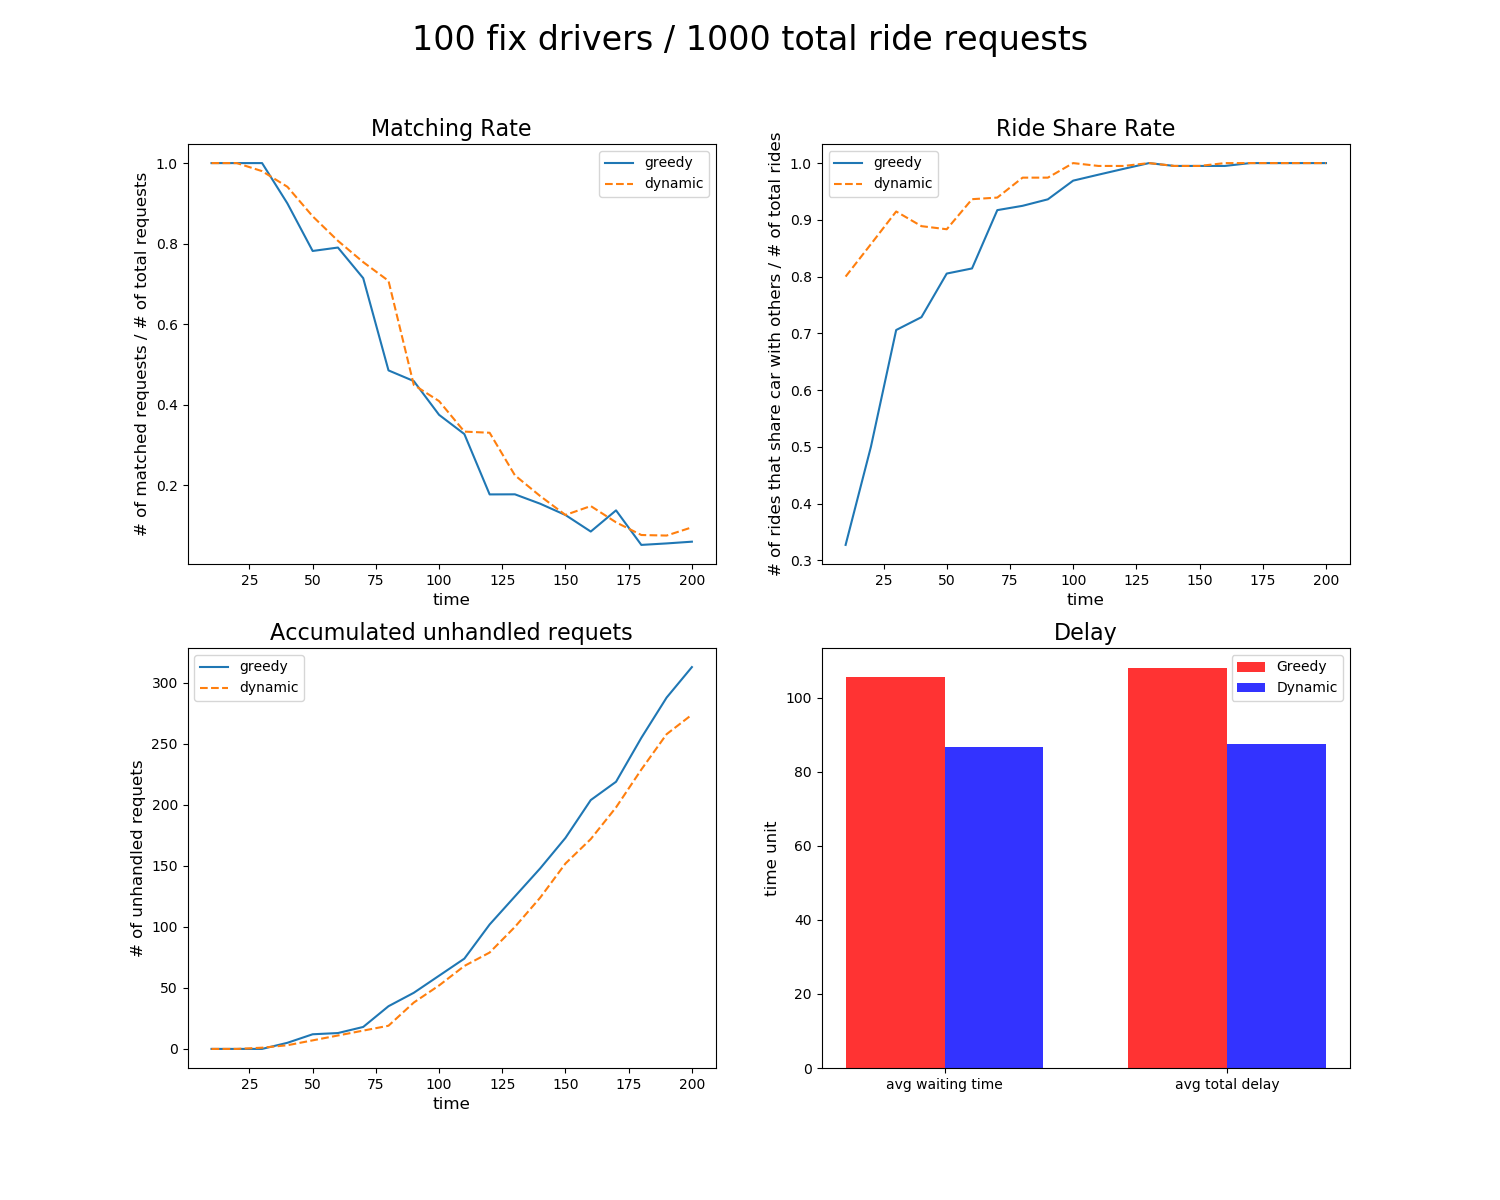 100 fix drivers / 1000 total ride requests
Matching Rate
# of matched requests / # of total requests
1.0
0.8
0.6
0.4
0.2
greedy
dynamic
25 50 75 100 125 150 175 200
time
Ride Share Rate
# of rides that share car with others / # of total rides
1.0
0.9
0.8
0.7
0.6
0.5
0.4
0.3
greedy
dynamic
25 50 75 100 125 150 175 200
time
Accumulated unhandled requets
# of unhandled requets
300
250
200
150
100
50
0
greedy
dynamic
25 50 75 100 125 150 175 200
time
Delay
time unit
100
80
60
40
20
0
Greedy
Dynamic
avg waiting time avg total delay